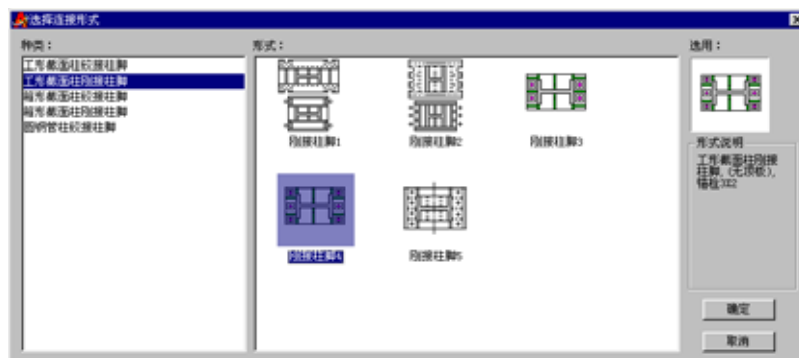 选择连接形式
种类：
工形截面柱铰接柱脚
工形截面柱刚接柱脚
箱形截面柱铰接柱脚
箱形截面柱刚接柱脚
圆钢管柱铰接柱脚
形式：
刚接柱脚1
刚接柱脚2
刚接柱脚3
刚接柱脚4
刚接柱脚5
选用：
形式说明
工形截面柱刚接
柱脚,(无顶板),
锚栓3X2
确定
取消